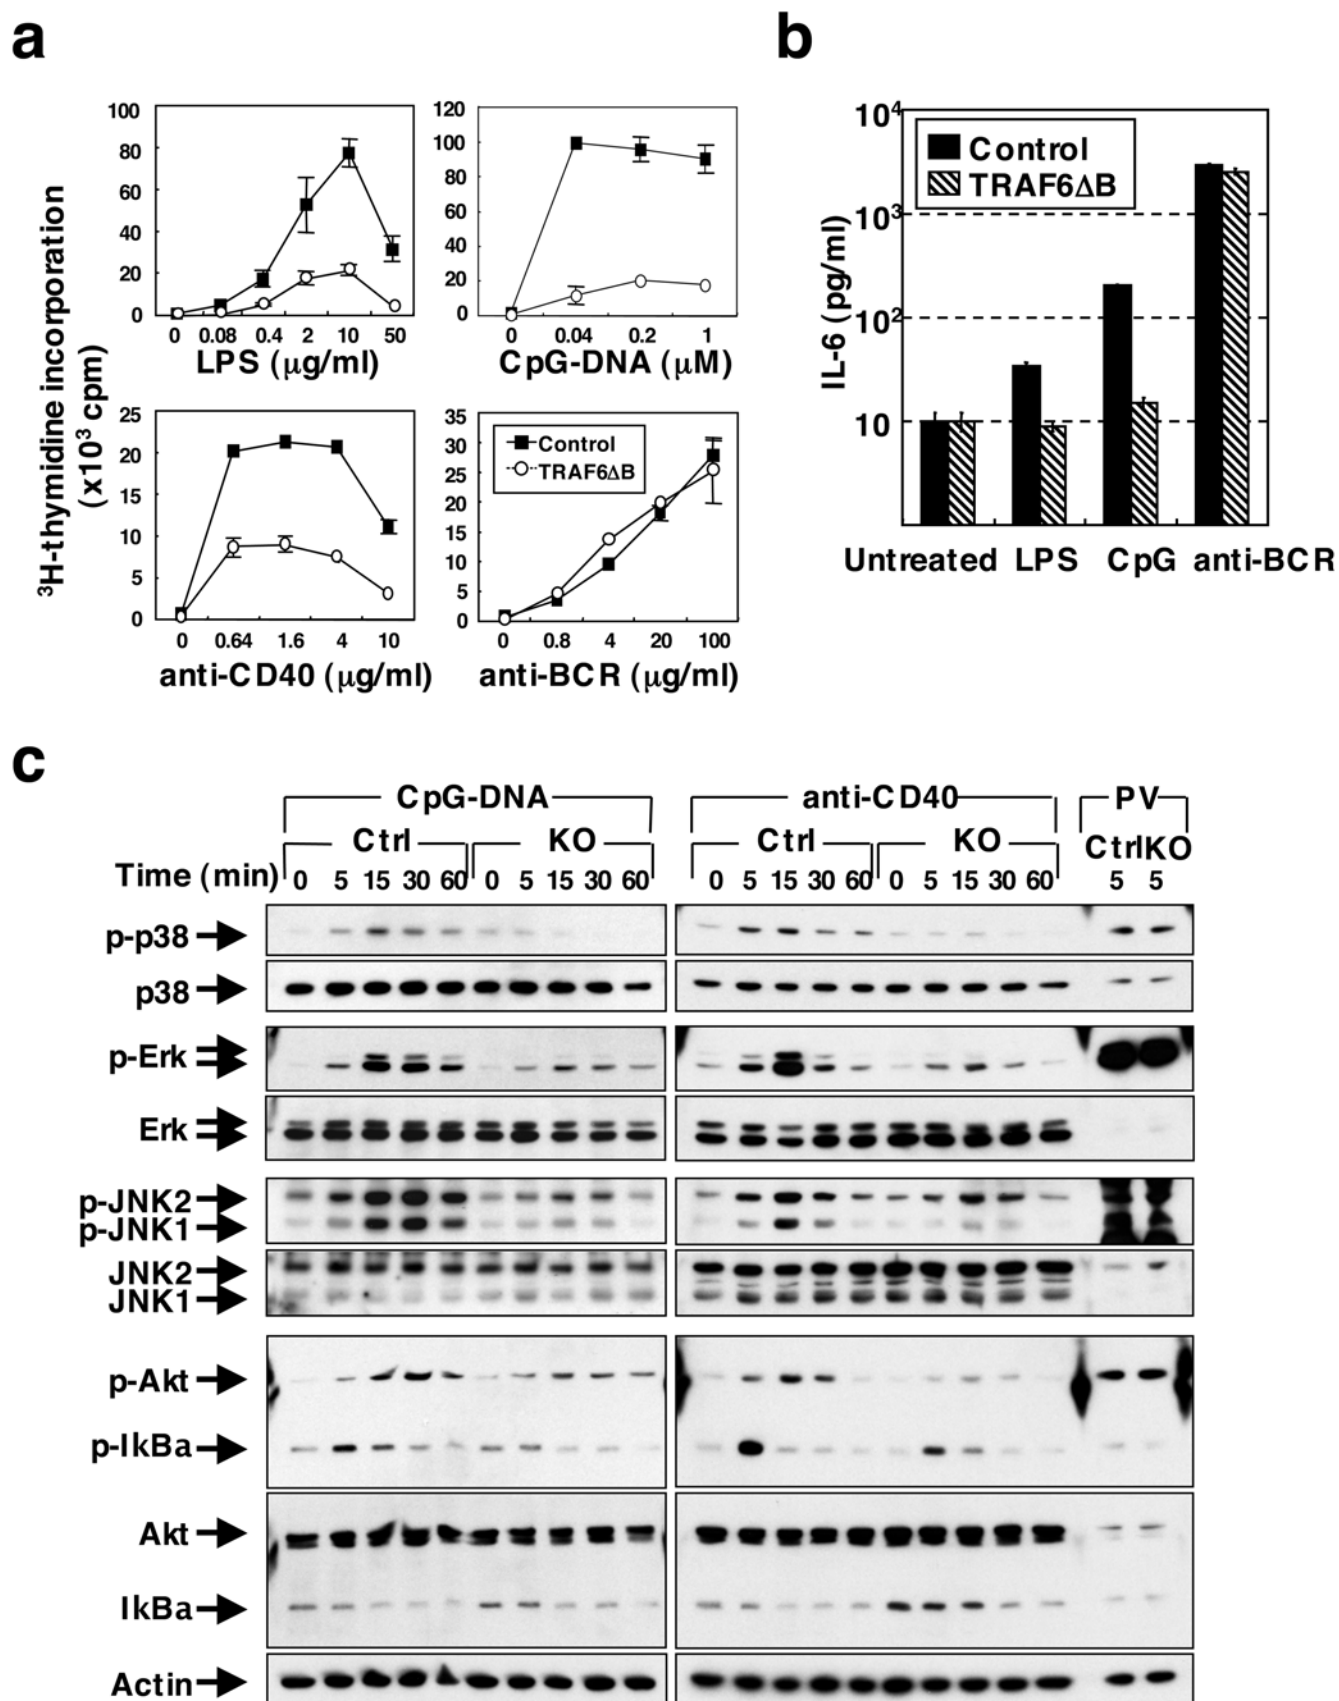 a
b
³H-thymidine incorporation
(x10³ cpm)
100
80
60
40
20
0
0 0.08 0.4 2 10 50
LPS (μg/ml)
120
100
80
60
40
20
0
0 0.04 0.2 1
CpG-DNA (μM)
25
20
15
10
5
0
0 0.64 1.6 4 10
anti-CD40 (μg/ml)
35
30
25
20
15
10
5
0
Control
TRAF6ΔB
0 0.8 4 20 100
anti-BCR (μg/ml)
IL-6 (pg/ml)
10⁴
10³
10²
10
Control
TRAF6ΔB
Untreated LPS CpG anti-BCR
c
CpG-DNA anti-CD40 PV
Ctrl KO Ctrl KO Ctrl KO
Time (min) 0 5 15 30 60 0 5 15 30 60 0 5 15 30 60 0 5 15 30 60 5 5
p-p38
p38
p-Erk
Erk
p-JNK2
p-JNK1
JNK2
JNK1
p-Akt
p-IkBa
Akt
IkBa
Actin